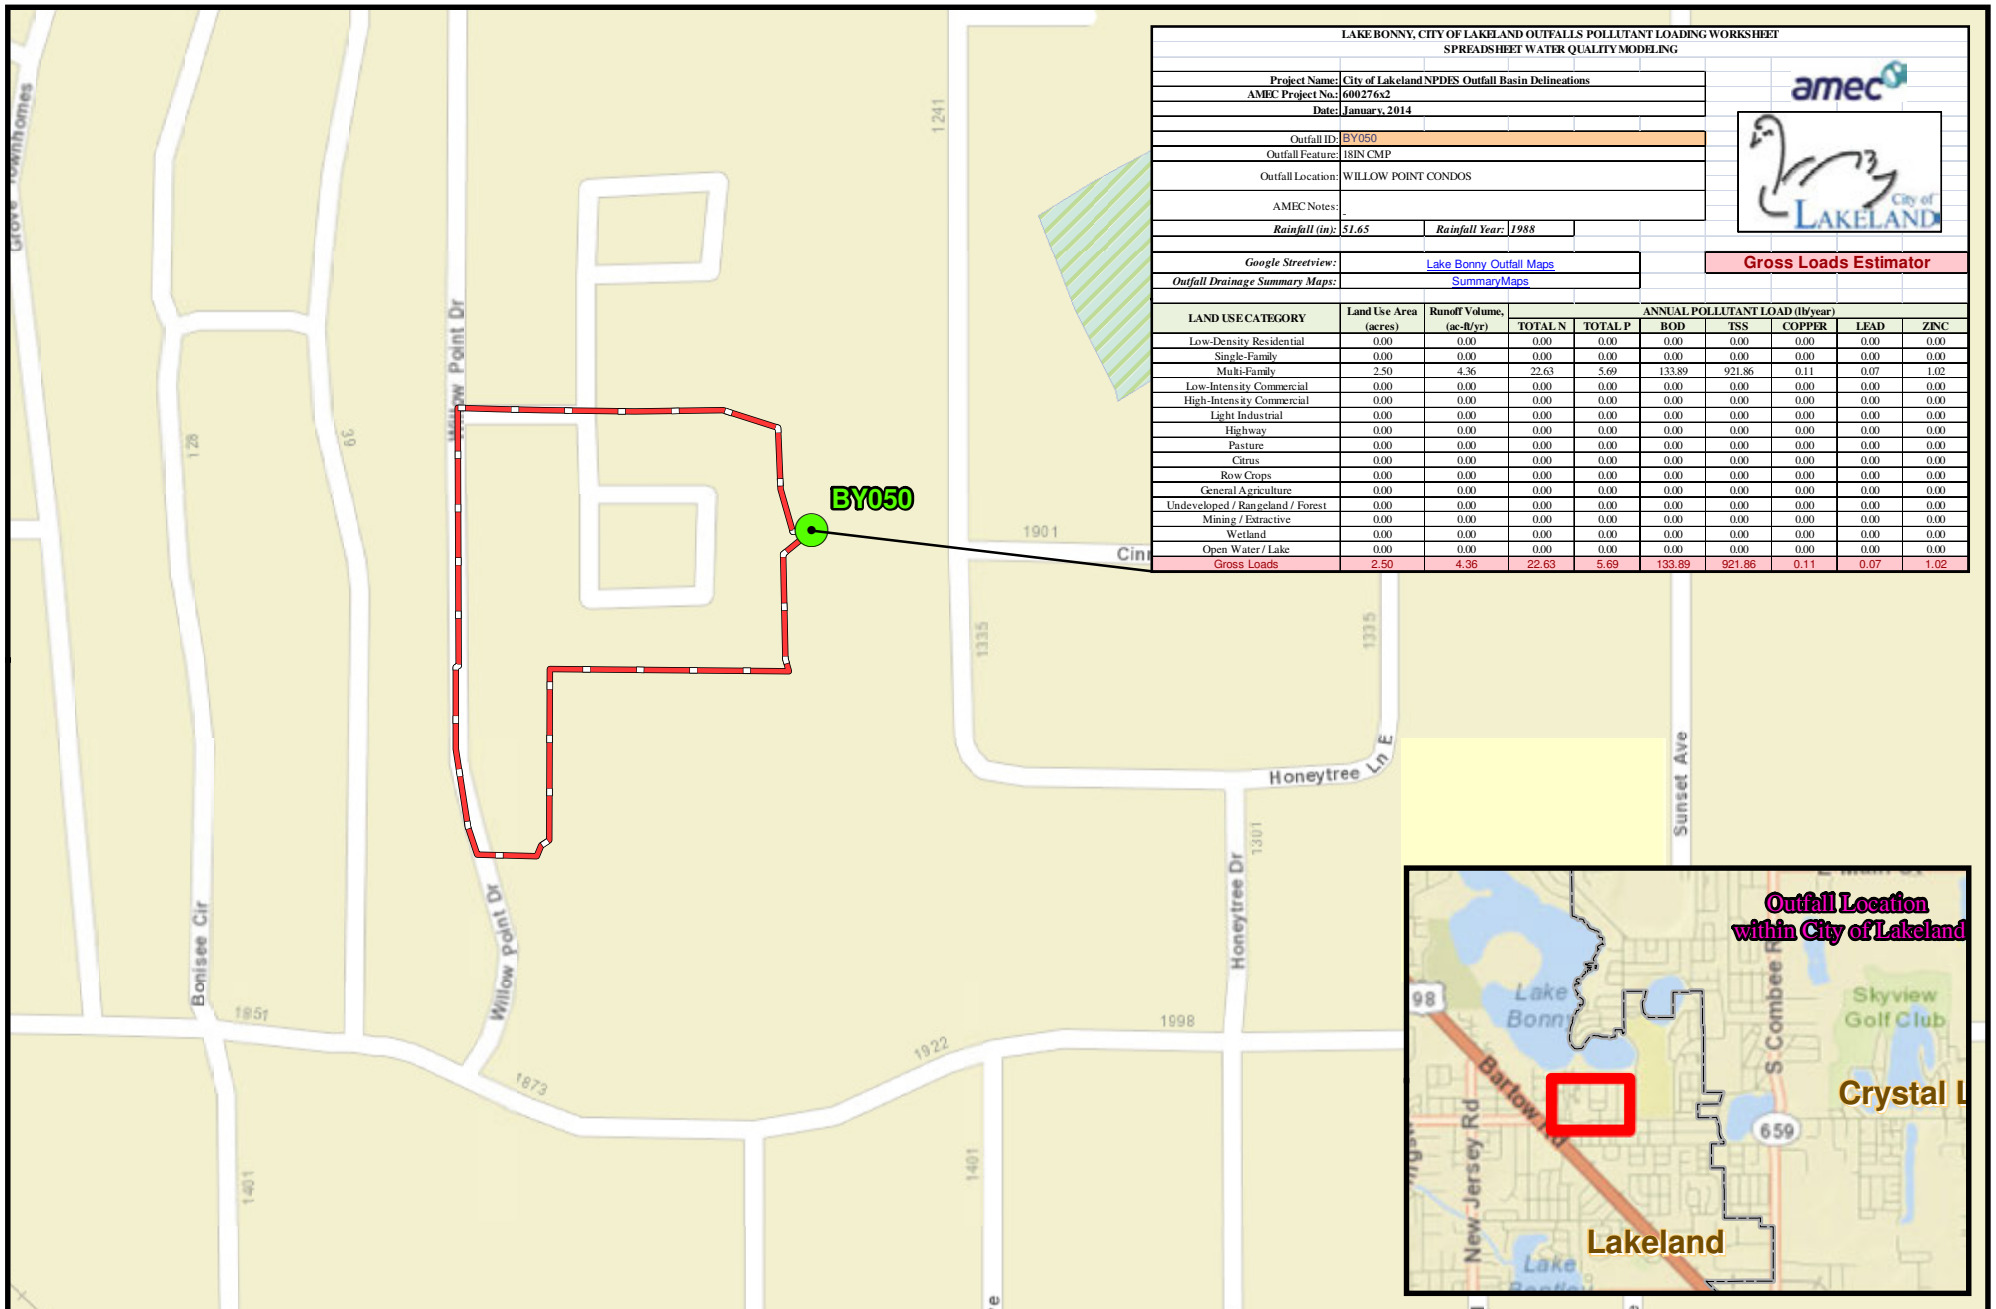 LAKE BONNY, CITY OF LAKELAND OUTFALLS POLLUTANT LOADING WORKSHEET
SPREADSHEET WATER QUALITY MODELING
Project Name: City of Lakeland NPDES Outfall Basin Delineations
AMEC Project No.: 600276x2
Date: January, 2014
amec
Outfall ID: BY050
Outfall Feature: 18IN CMP
Outfall Location: WILLOW POINT CONDOS
AMEC Notes: -
City of
LAKELAND
Rainfall (in): 51.65 Rainfall Year: 1988
Google Streetview: Lake Bonny Outfall Maps
Gross Loads Estimator
Outfall Drainage Summary Maps: SummaryMaps
LAND USE CATEGORY Land Use Area (acres) Runoff Volume, (ac-ft/yr) ANNUAL POLLUTANT LOAD (lb/year)
TOTAL N TOTAL P BOD TSS COPPER LEAD ZINC
Low-Density Residential 0.00 0.00 0.00 0.00 0.00 0.00 0.00 0.00 0.00
Single-Family 0.00 0.00 0.00 0.00 0.00 0.00 0.00 0.00 0.00
Multi-Family 2.50 4.36 22.63 5.69 133.89 921.86 0.11 0.07 1.02
Low-Intensity Commercial 0.00 0.00 0.00 0.00 0.00 0.00 0.00 0.00 0.00
High-Intensity Commercial 0.00 0.00 0.00 0.00 0.00 0.00 0.00 0.00 0.00
Light Industrial 0.00 0.00 0.00 0.00 0.00 0.00 0.00 0.00 0.00
Highway 0.00 0.00 0.00 0.00 0.00 0.00 0.00 0.00 0.00
Pasture 0.00 0.00 0.00 0.00 0.00 0.00 0.00 0.00 0.00
Citrus 0.00 0.00 0.00 0.00 0.00 0.00 0.00 0.00 0.00
Row Crops 0.00 0.00 0.00 0.00 0.00 0.00 0.00 0.00 0.00
General Agriculture 0.00 0.00 0.00 0.00 0.00 0.00 0.00 0.00 0.00
Undeveloped / Rangeland / Forest 0.00 0.00 0.00 0.00 0.00 0.00 0.00 0.00 0.00
Mining / Extractive 0.00 0.00 0.00 0.00 0.00 0.00 0.00 0.00 0.00
Wetland 0.00 0.00 0.00 0.00 0.00 0.00 0.00 0.00 0.00
Open Water / Lake 0.00 0.00 0.00 0.00 0.00 0.00 0.00 0.00 0.00
Gross Loads 2.50 4.36 22.63 5.69 133.89 921.86 0.11 0.07 1.02
Grove Townhomes
1241
Willow Point Dr
128
39
BY050
1901
Cin
1335
1335
Honeytree Ln E
Sunset Ave
1301
Honeytree Dr
Willow Point Dr
Bonisee Cir
1851
1873
1922
1998
1401
1401
Outfall Location
within City of Lakeland
E Main St
98
Lake
Bonny
S Combee R
Skyview
Golf Club
Bartow Rd
New Jersey Rd
Crystal L
659
Lakeland
Lake
Bentley